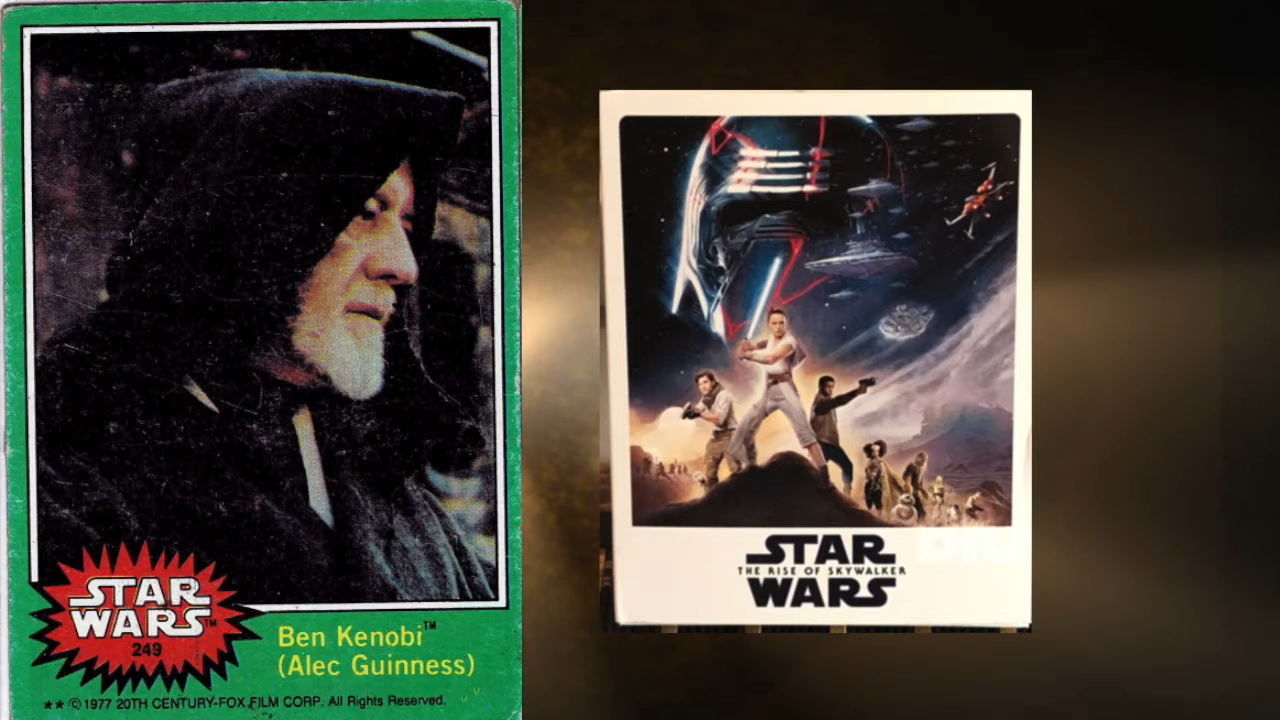 STAR
WARS™
249
Ben Kenobi™
(Alec Guinness)
★★ © 1977 20TH CENTURY-FOX FILM CORP. All Rights Reserved.
STAR
THE RISE OF SKYWALKER
WARS